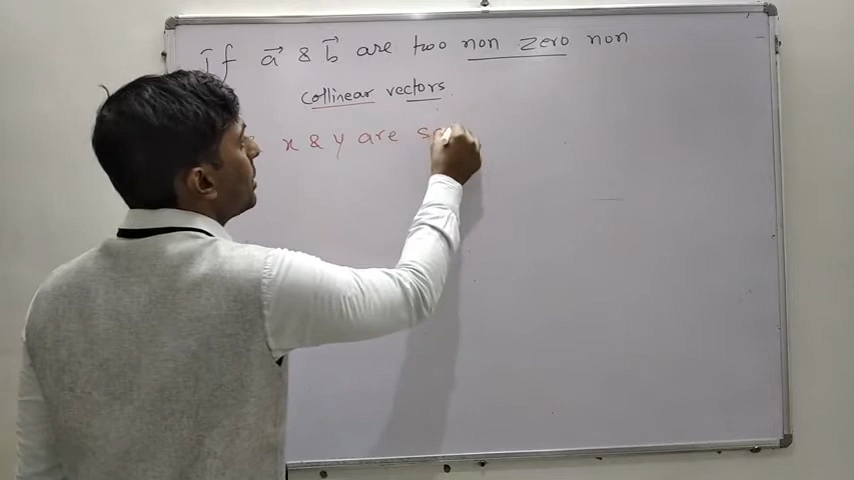 If a⃗ & b⃗ are two non zero non
collinear vectors
x & y are